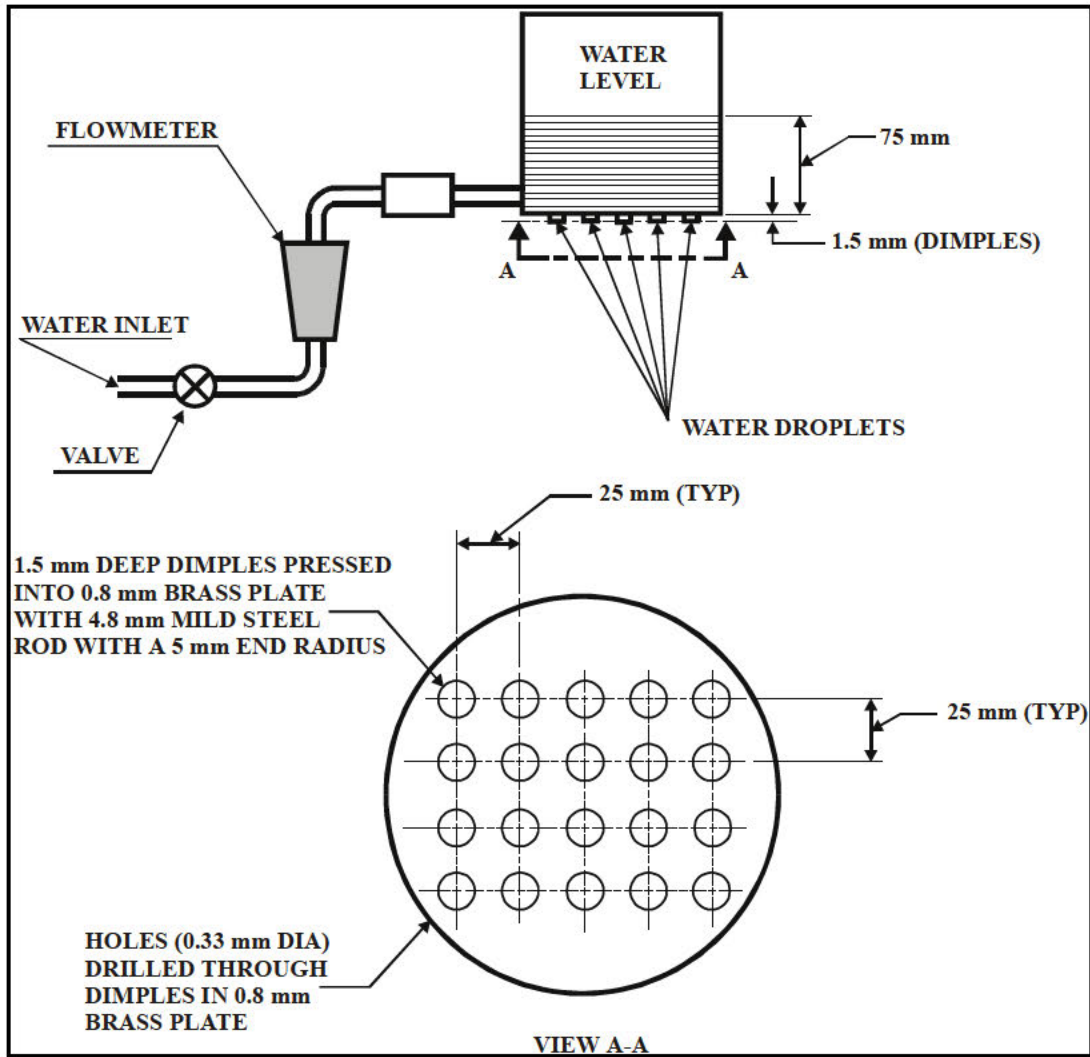 WATER
LEVEL
FLOWMETER
75 mm
1.5 mm (DIMPLES)
A
A
WATER INLET
WATER DROPLETS
VALVE
25 mm (TYP)
1.5 mm DEEP DIMPLES PRESSED
INTO 0.8 mm BRASS PLATE
WITH 4.8 mm MILD STEEL
ROD WITH A 5 mm END RADIUS
25 mm (TYP)
HOLES (0.33 mm DIA)
DRILLED THROUGH
DIMPLES IN 0.8 mm
BRASS PLATE
VIEW A-A